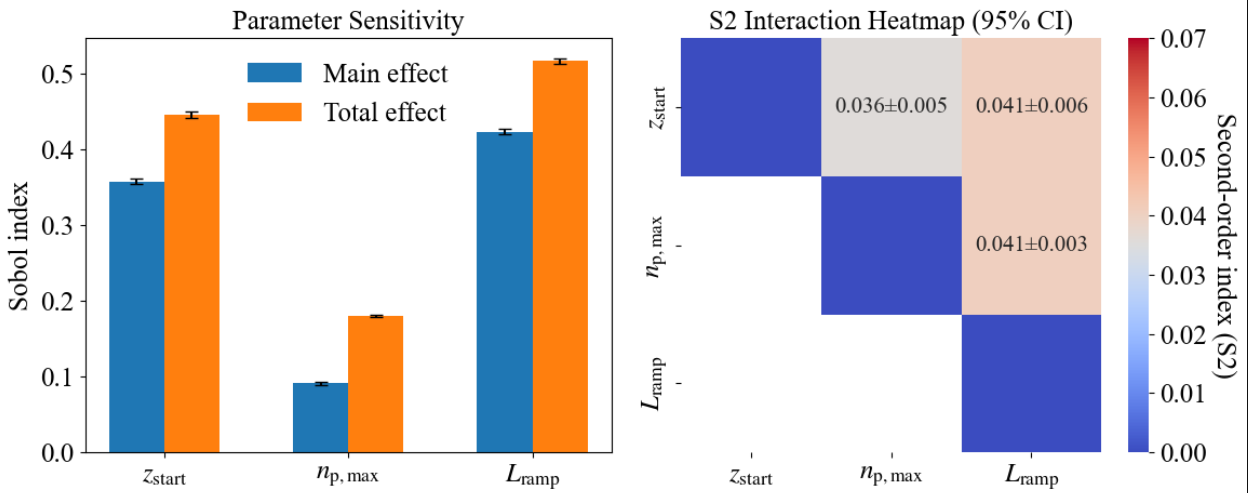 Parameter Sensitivity
Main effect
Total effect
Sobol index
0.5
0.4
0.3
0.2
0.1
0.0
z_start
n_p, max
L_ramp
S2 Interaction Heatmap (95% CI)
z_start
n_p, max
L_ramp
0.036±0.005
0.041±0.006
0.041±0.003
z_start
n_p, max
L_ramp
0.07
0.06
0.05
0.04
0.03
0.02
0.01
0.00
Second-order index (S2)